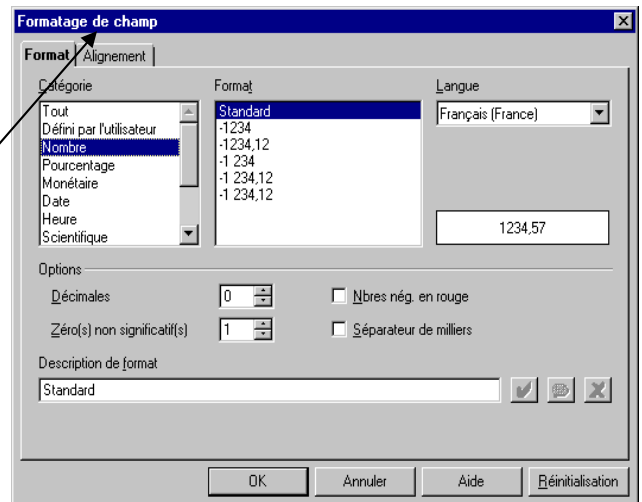 Formatage de champ
Format Alignement
Catégorie
Tout
Défini par l'utilisateur
Nombre
Pourcentage
Monétaire
Date
Heure
Scientifique
Format
Standard
-1234
-1234,12
-1 234
-1 234,12
-1 234,12
Langue
Français (France)
1234,57
Options
Décimales 0 Nbres nég. en rouge
Zéro(s) non significatif(s) 1 Séparateur de milliers
Description de format
Standard
OK Annuler Aide Réinitialisation